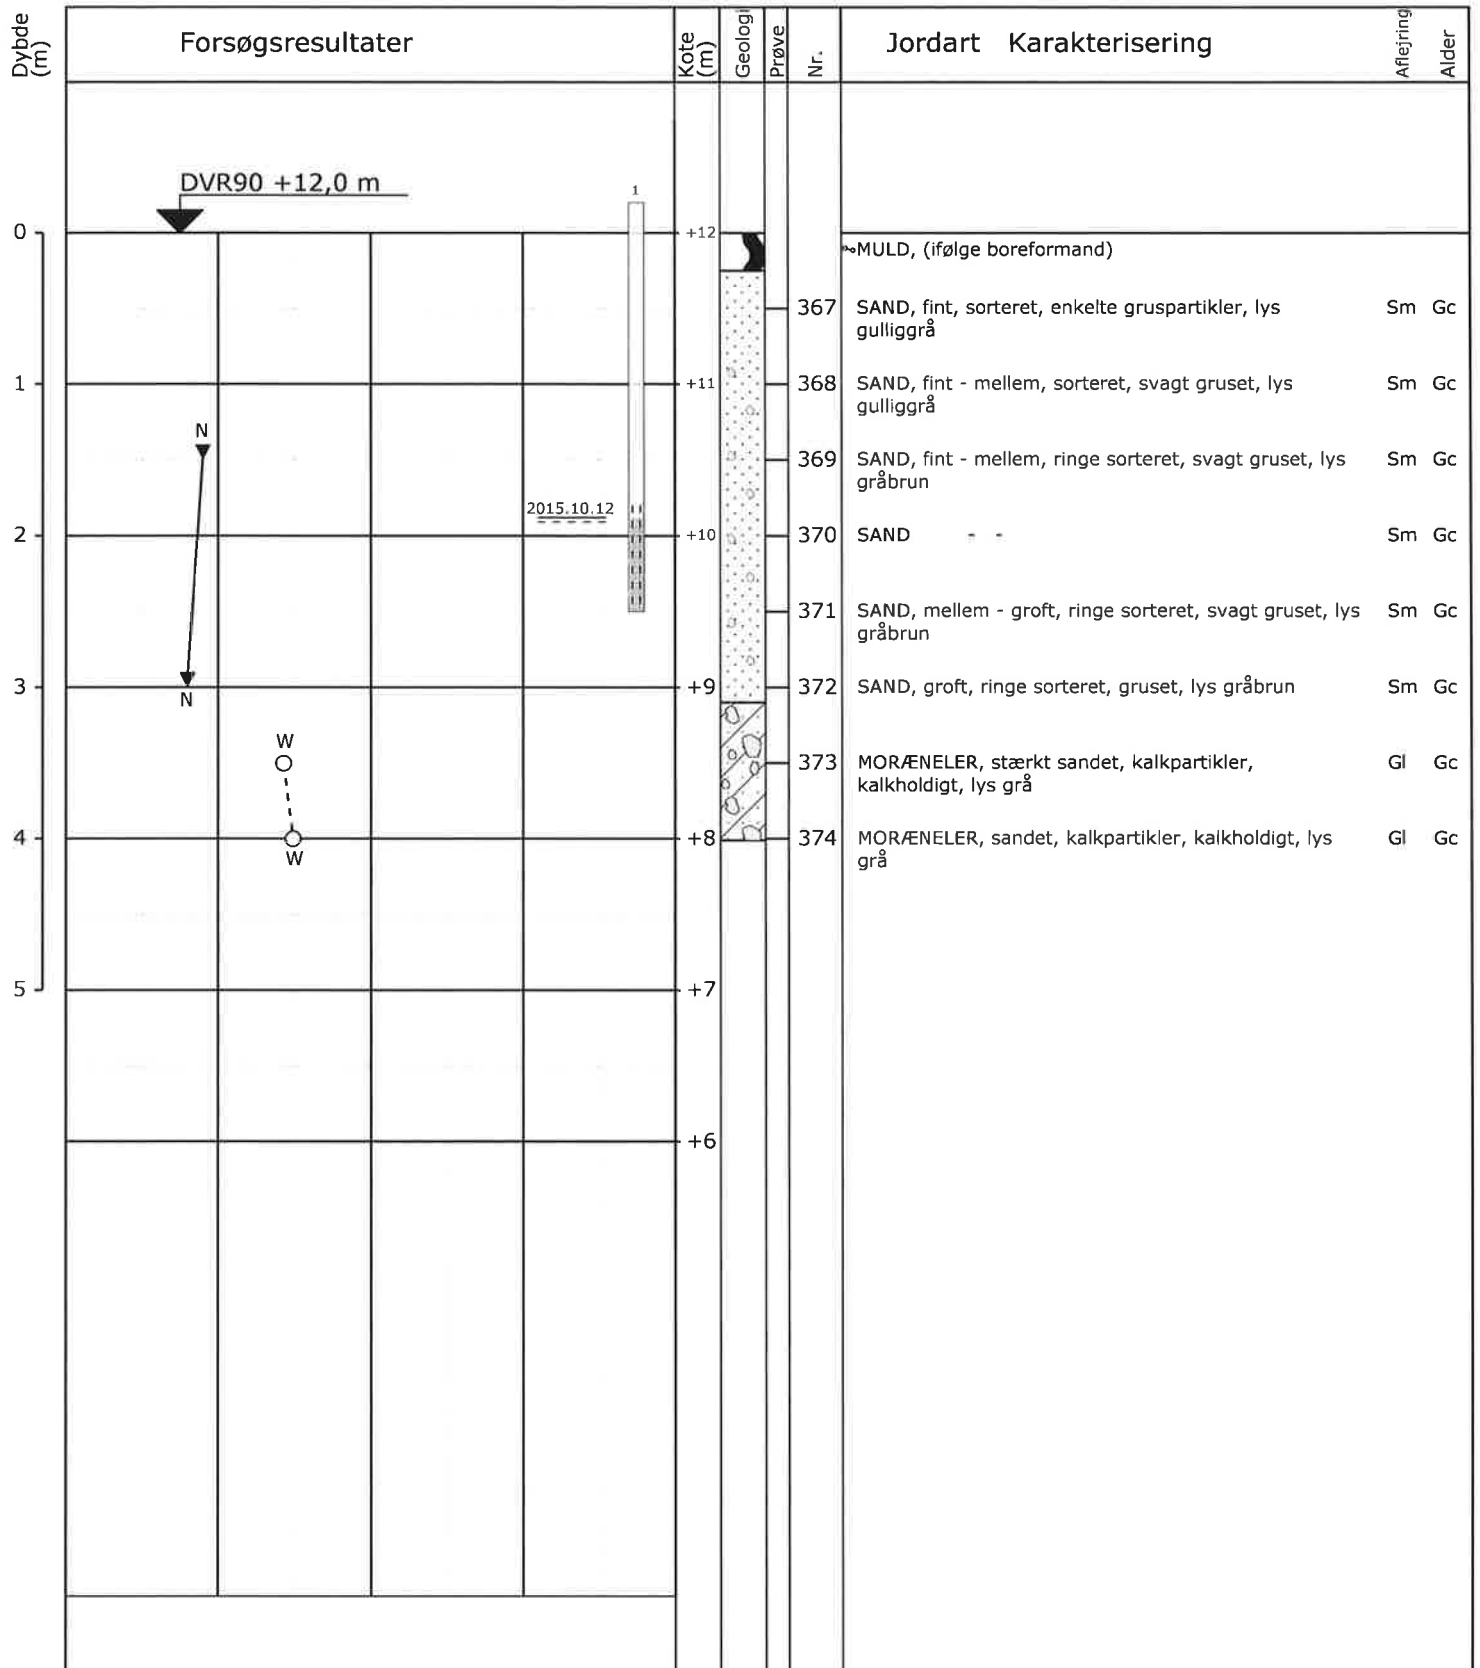 Dybde
(m)
Forsøgsresultater
Kote
(m)
Geologi
Prøve
Nr.
Jordart Karakterisering
Aflejring
Alder
DVR90 +12,0 m
1
0
+12
MULD, (ifølge boreformand)
367 SAND, fint, sorteret, enkelte gruspartikler, lys Sm Gc
gulliggrå
1
+11
368 SAND, fint - mellem, sorteret, svagt gruset, lys Sm Gc
gulliggrå
N
369 SAND, fint - mellem, ringe sorteret, svagt gruset, lys Sm Gc
gråbrun
2015.10.12
2
+10
370 SAND - - Sm Gc
371 SAND, mellem - groft, ringe sorteret, svagt gruset, lys Sm Gc
gråbrun
3
+9
372 SAND, groft, ringe sorteret, gruset, lys gråbrun Sm Gc
N
W
373 MORÆNELER, stærkt sandet, kalkpartikler, Gl Gc
kalkholdigt, lys grå
4
+8
374 MORÆNELER, sandet, kalkpartikler, kalkholdigt, lys Gl Gc
grå
W
5
+7
+6